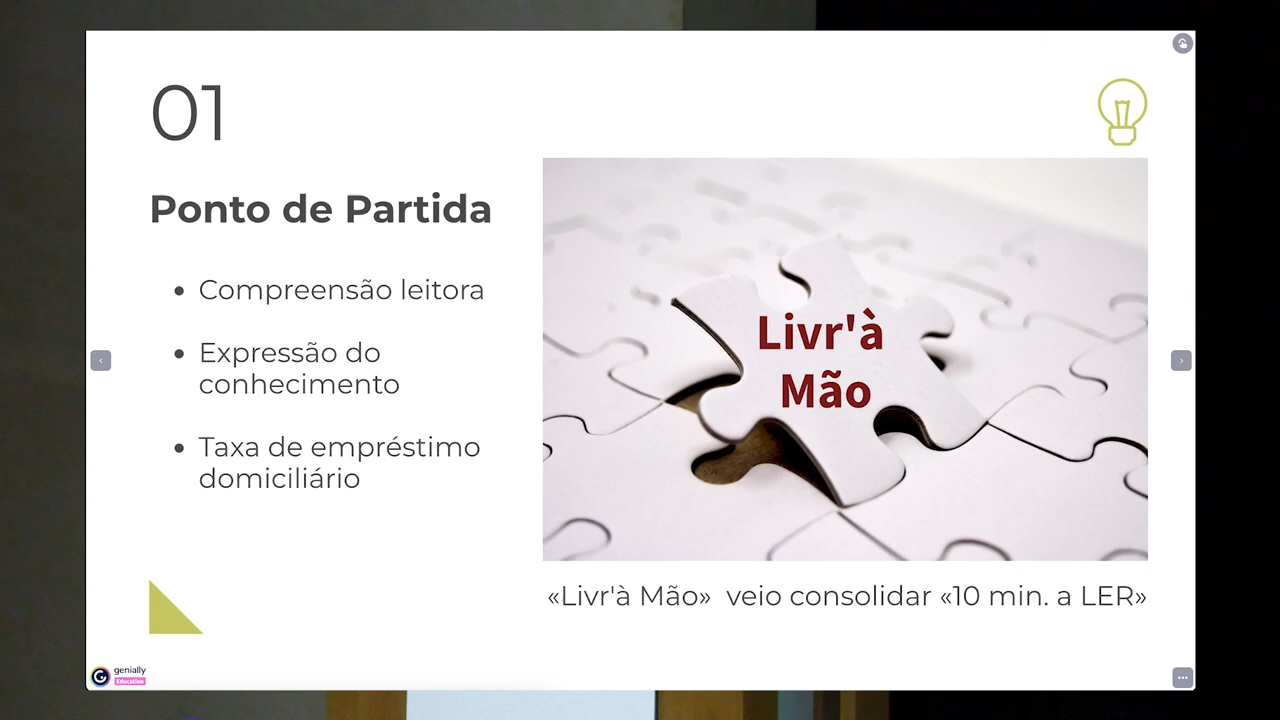 01
Ponto de Partida
• Compreensão leitora
• Expressão do
conhecimento
• Taxa de empréstimo
domiciliário
Livr'à
Mão
«Livr'à Mão» veio consolidar «10 min. a LER»
genially
Education